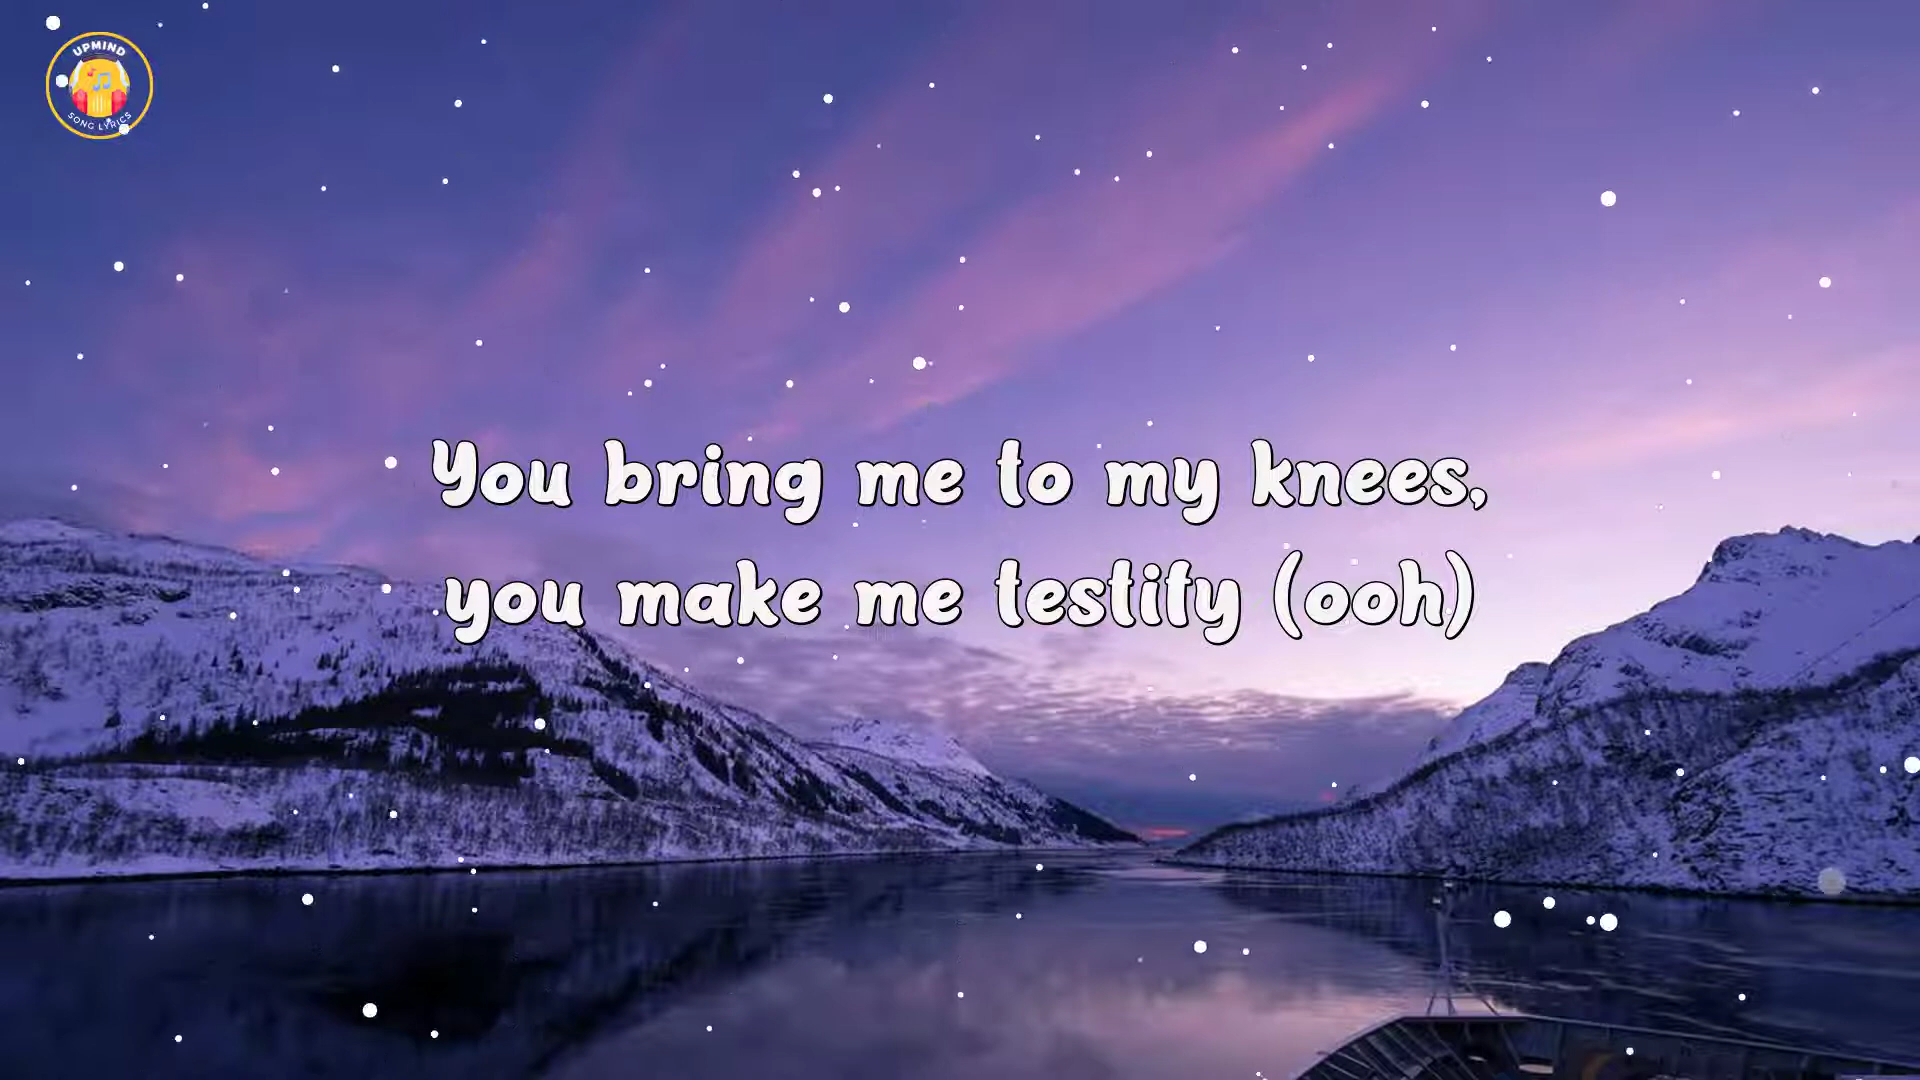 UPMIND
SONG LYRICS
You bring me to my knees,
you make me testify (ooh)